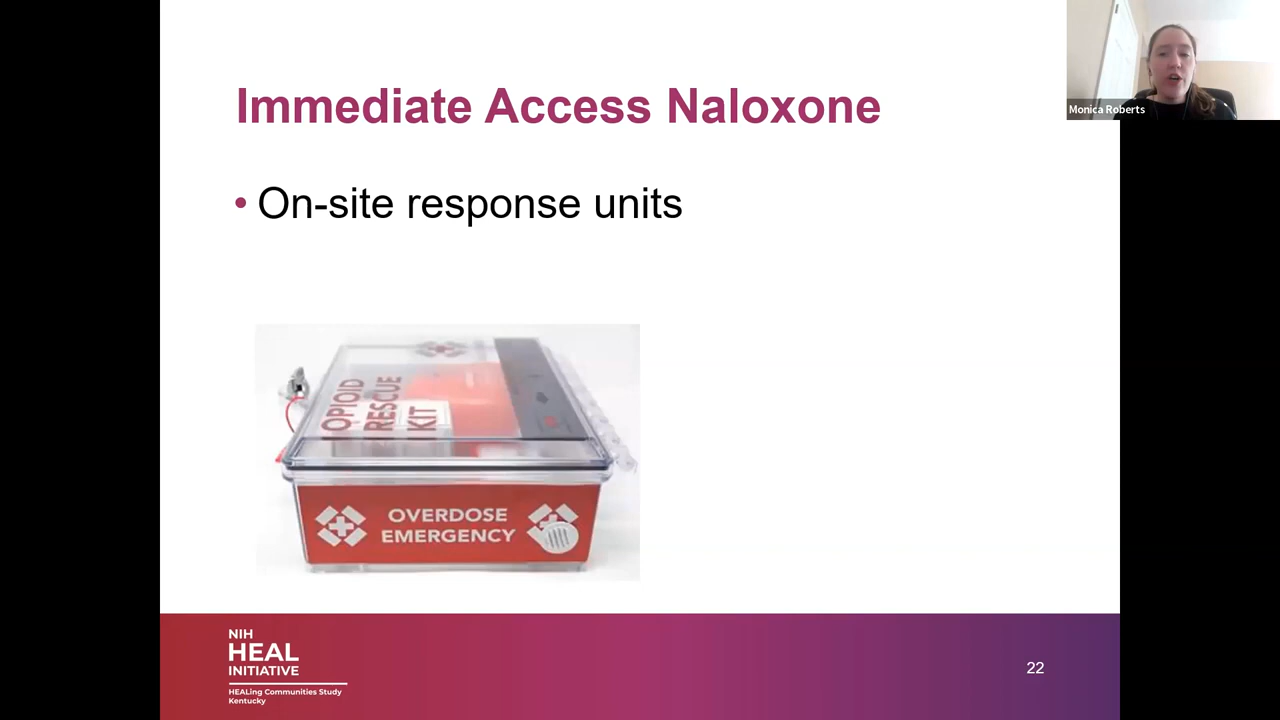 Immediate Access Naloxone
Monica Roberts
• On-site response units
OPIOID
RESCUE
KIT
OVERDOSE
EMERGENCY
NIH
HEAL
INITIATIVE
HEALing Communities Study
Kentucky
22